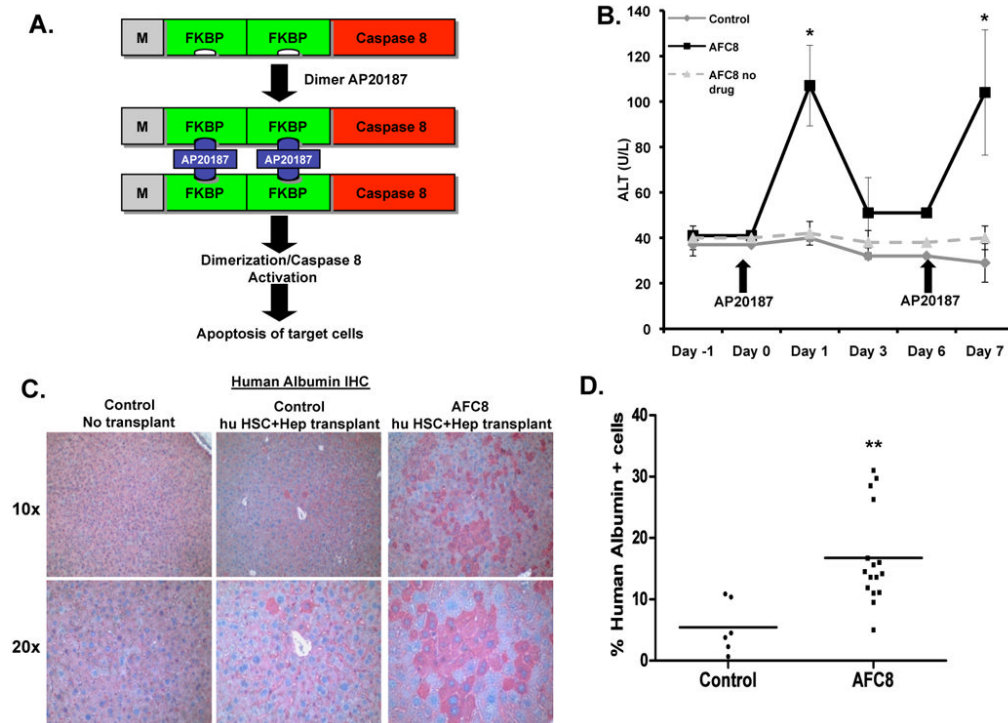 A.
M FKBP FKBP Caspase 8
Dimer AP20187
M FKBP FKBP Caspase 8
AP20187 AP20187
M FKBP FKBP Caspase 8
Dimerization/Caspase 8
Activation
Apoptosis of target cells
B.
140
120
100
80
60
40
20
0
ALT (U/L)
Control
AFC8
AFC8 no
drug
*
*
AP20187
AP20187
Day -1 Day 0 Day 1 Day 3 Day 6 Day 7
C.
Human Albumin IHC
Control
No transplant
Control
hu HSC+Hep transplant
AFC8
hu HSC+Hep transplant
10x
20x
D.
% Human Albumin + cells
40
30
20
10
0
**
Control AFC8